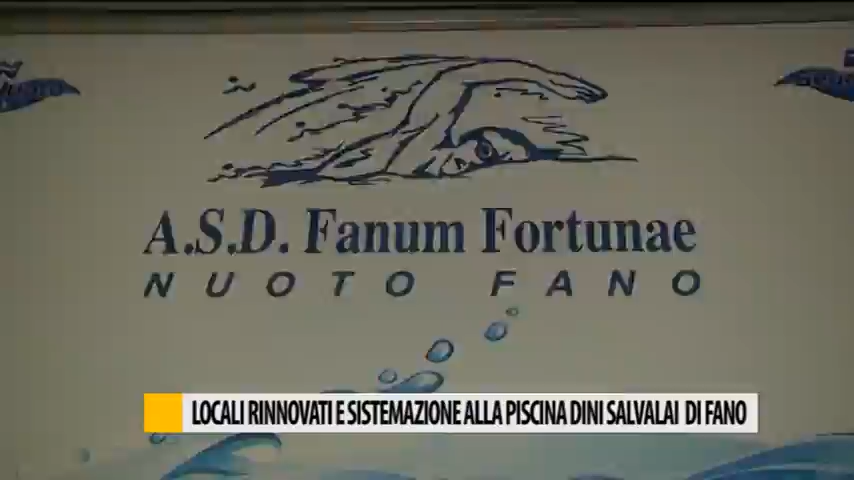 A.S.D. Fanum Fortunae
NUOTO FANO
LOCALI RINNOVATI E SISTEMAZIONE ALLA PISCINA DINI SALVALAI DI FANO